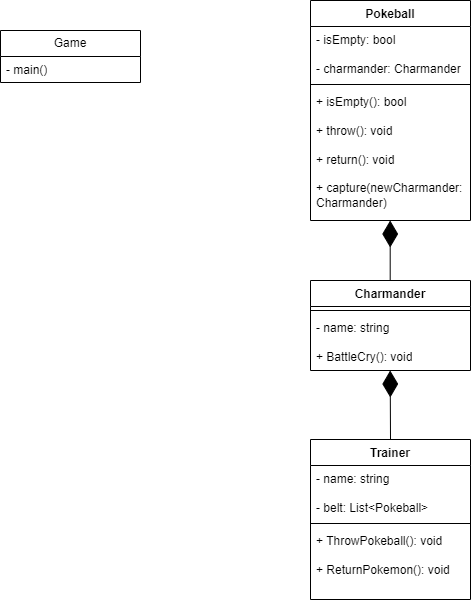 Game
- main()
Pokeball
- isEmpty: bool
- charmander: Charmander
+ isEmpty(): bool
+ throw(): void
+ return(): void
+ capture(newCharmander:
Charmander)
Charmander
- name: string
+ BattleCry(): void
Trainer
- name: string
- belt: List<Pokeball>
+ ThrowPokeball(): void
+ ReturnPokemon(): void